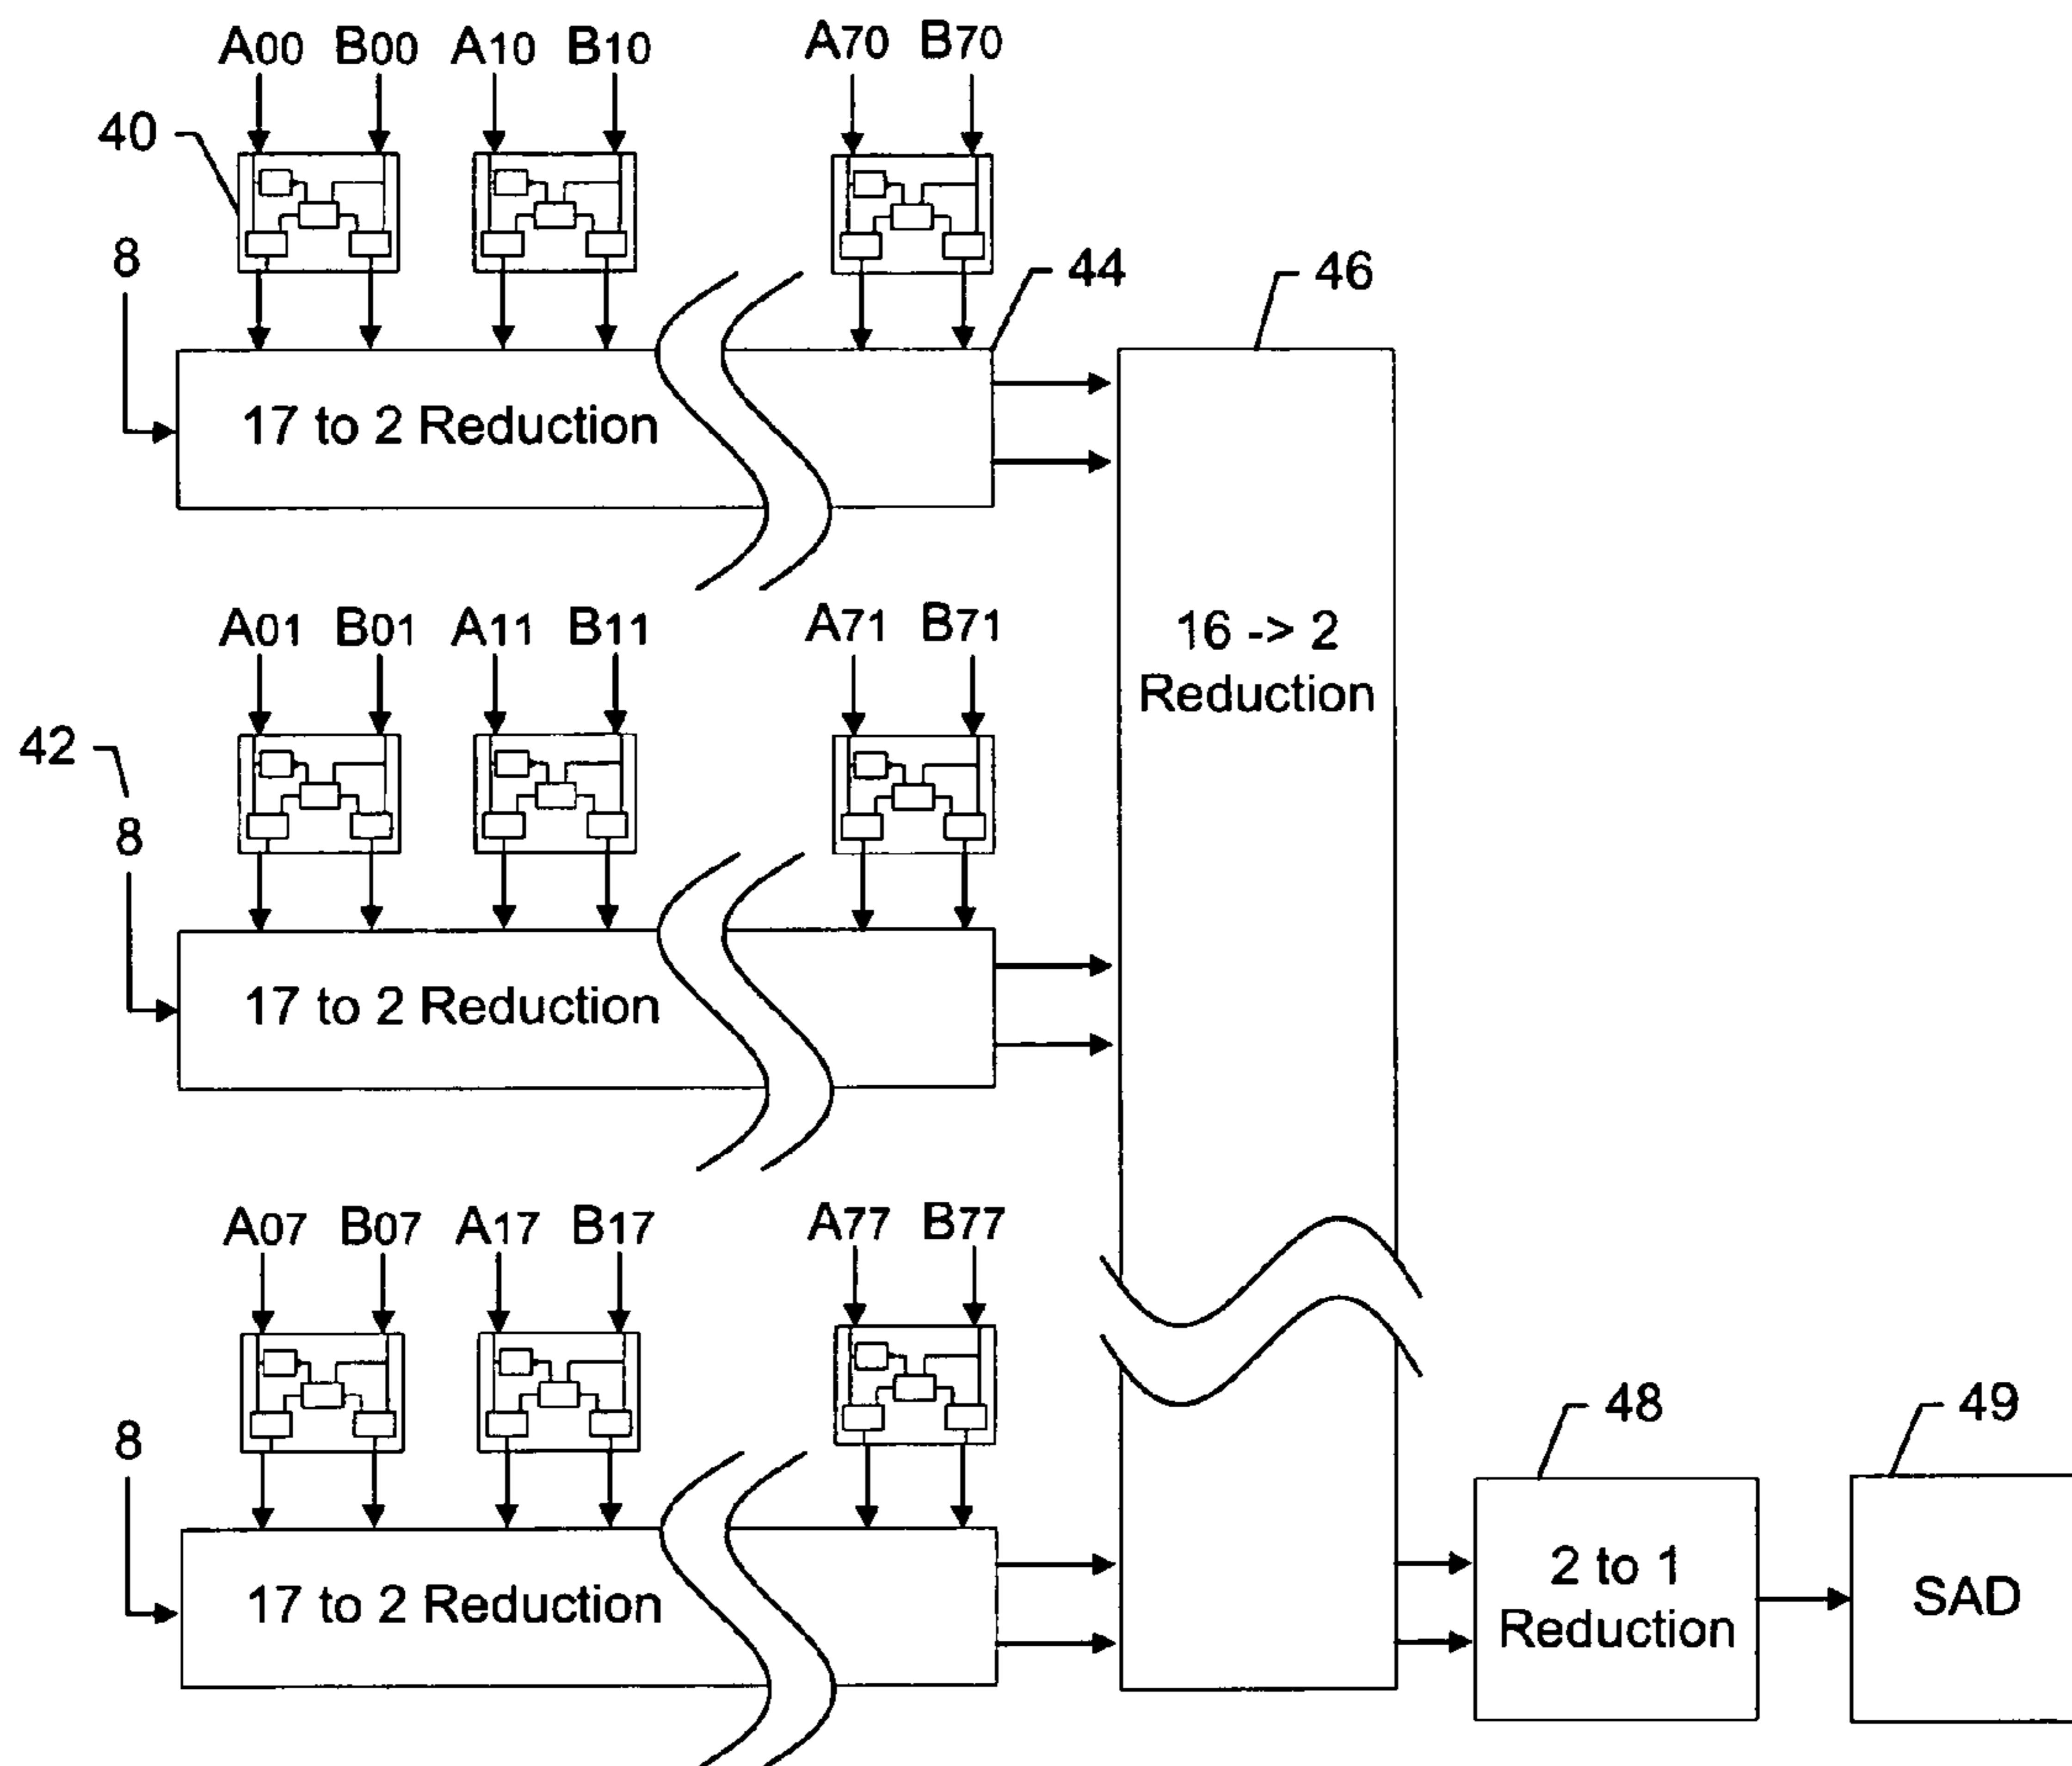 A00 B00 A10 B10 A70 B70
40
8
44
46
17 to 2 Reduction
A01 B01 A11 B11 A71 B71
16 -> 2
Reduction
42
8
17 to 2 Reduction
A07 B07 A17 B17 A77 B77
8
48
49
17 to 2 Reduction
2 to 1
Reduction
SAD